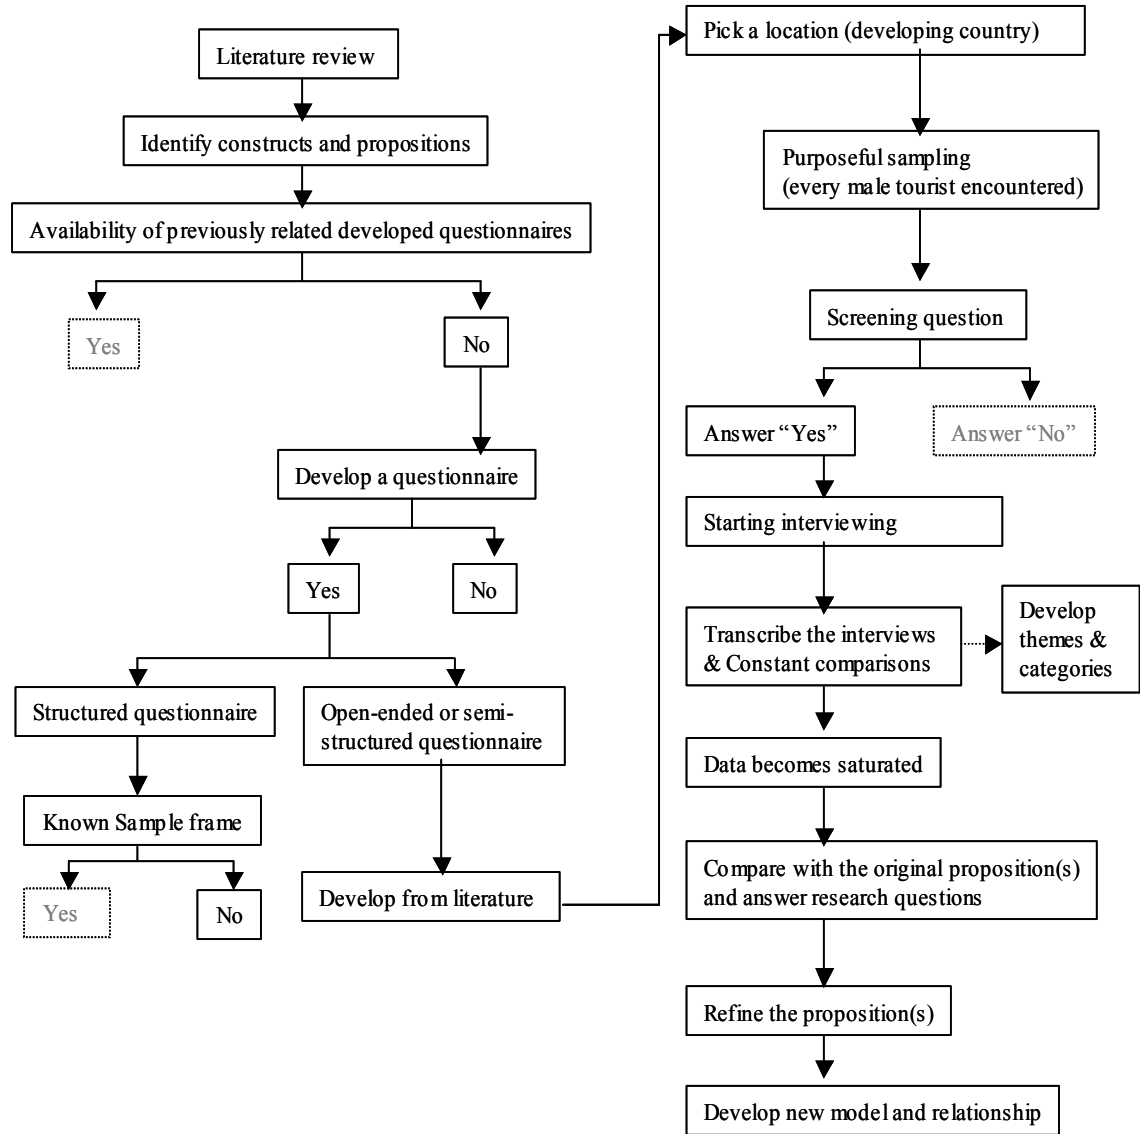 Literature review
Identify constructs and propositions
Availability of previously related developed questionnaires
Yes
No
Develop a questionnaire
Yes
No
Structured questionnaire
Open-ended or semi-
structured questionnaire
Known Sample frame
Yes
No
Develop from literature
Pick a location (developing country)
Purposeful sampling
(every male tourist encountered)
Screening question
Answer “Yes”
Answer “No”
Starting interviewing
Transcribe the interviews
& Constant comparisons
Develop
themes &
categories
Data becomes saturated
Compare with the original proposition(s)
and answer research questions
Refine the proposition(s)
Develop new model and relationship